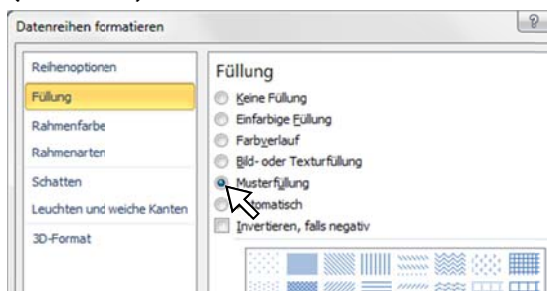 Datenreihen formatieren
?
Reihenoptionen
Füllung
Rahmenfarbe
Rahmenarten
Schatten
Leuchten und weiche Kanten
3D-Format
Füllung
Keine Füllung
Einfarbige Füllung
Farbverlauf
Bild- oder Texturfüllung
Musterfüllung
Invertieren, falls negativ